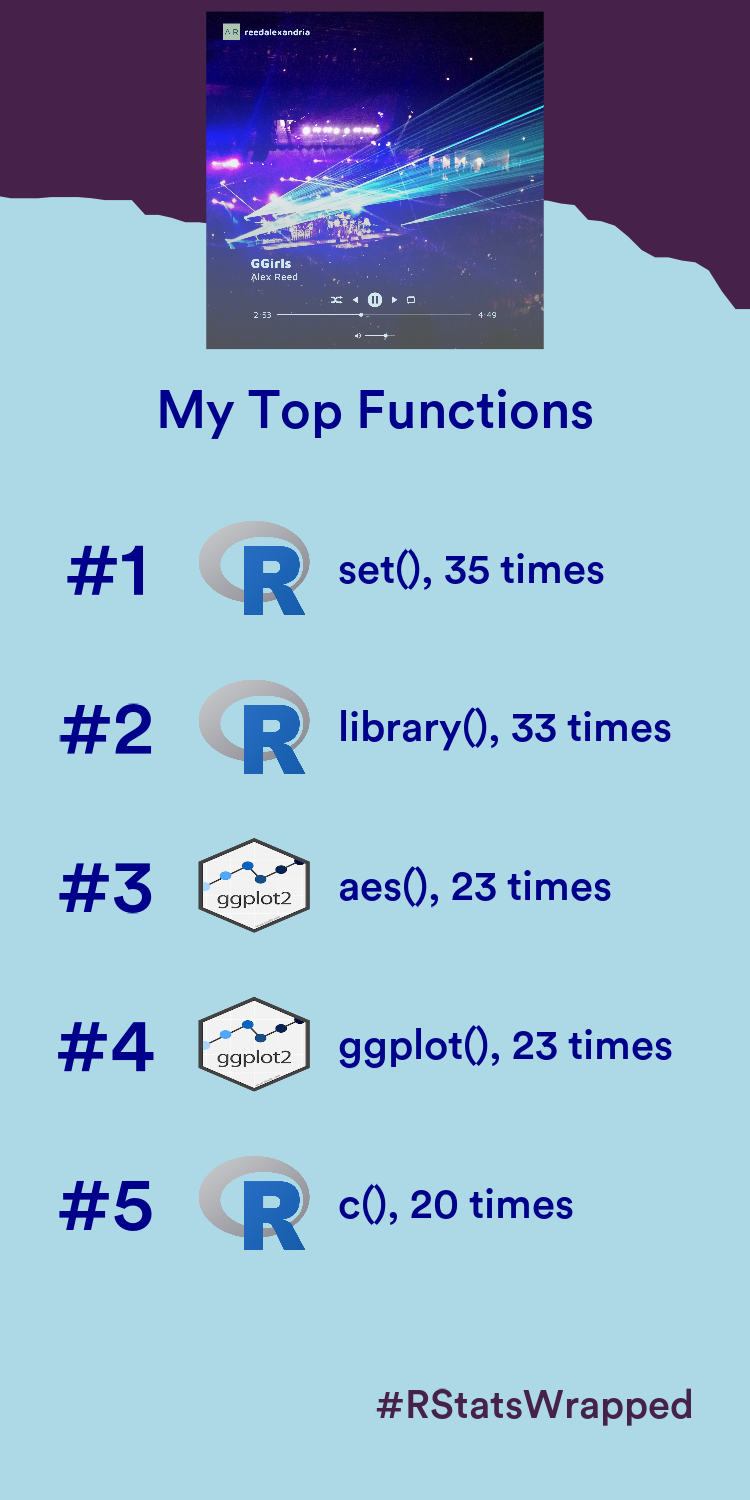 AR reedalexandria
GGirls
Alex Reed
2:53 4:49
My Top Functions
#1 R set(), 35 times
#2 R library(), 33 times
#3 ggplot2 aes(), 23 times
#4 ggplot2 ggplot(), 23 times
#5 R c(), 20 times
#RStatsWrapped